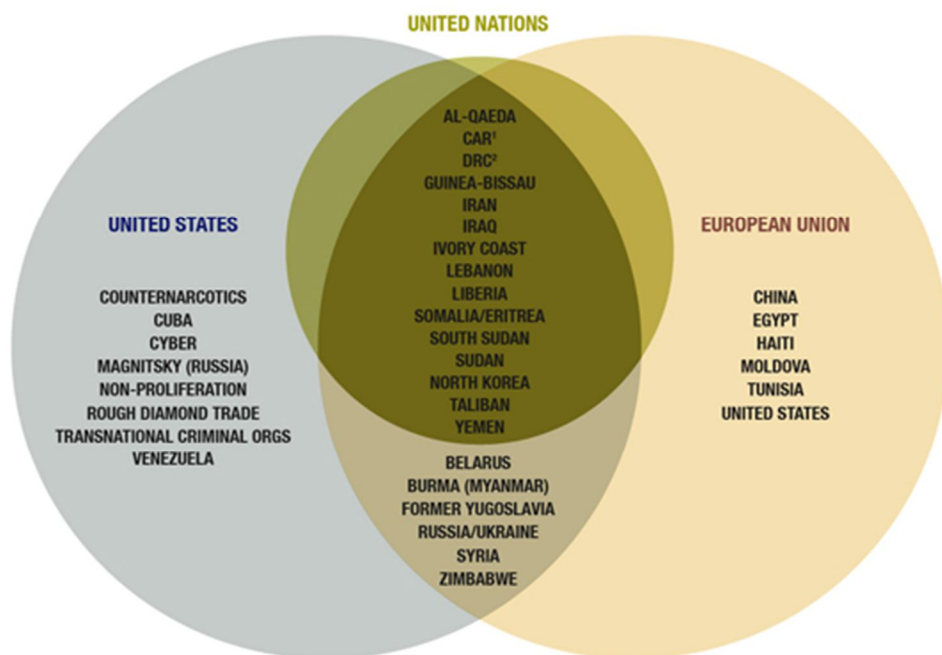 UNITED NATIONS
UNITED STATES
COUNTERNARCOTICS
CUBA
CYBER
MAGNITSKY (RUSSIA)
NON-PROLIFERATION
ROUGH DIAMOND TRADE
TRANSNATIONAL CRIMINAL ORGS
VENEZUELA
AL-QAEDA
CAR¹
DRC²
GUINEA-BISSAU
IRAN
IRAQ
IVORY COAST
LEBANON
LIBERIA
SOMALIA/ERITREA
SOUTH SUDAN
SUDAN
NORTH KOREA
TALIBAN
YEMEN
BELARUS
BURMA (MYANMAR)
FORMER YUGOSLAVIA
RUSSIA/UKRAINE
SYRIA
ZIMBABWE
EUROPEAN UNION
CHINA
EGYPT
HAITI
MOLDOVA
TUNISIA
UNITED STATES